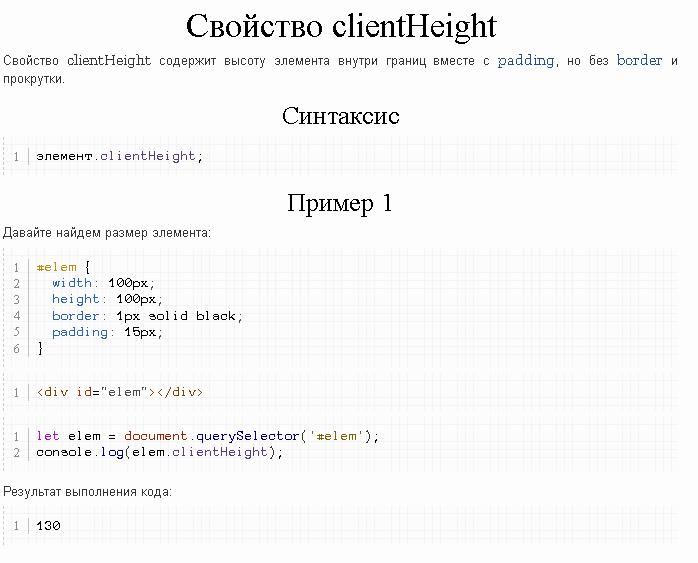 Свойство clientHeight
Свойство clientHeight содержит высоту элемента внутри границ вместе с padding, но без border и
прокрутки.
Синтаксис
1 элемент.clientHeight;
Пример 1
Давайте найдем размер элемента:
1 #elem {
2 width: 100px;
3 height: 100px;
4 border: 1px solid black;
5 padding: 15px;
6 }
1 <div id="elem"></div>
1 let elem = document.querySelector('#elem');
2 console.log(elem.clientHeight);
Результат выполнения кода:
1 130